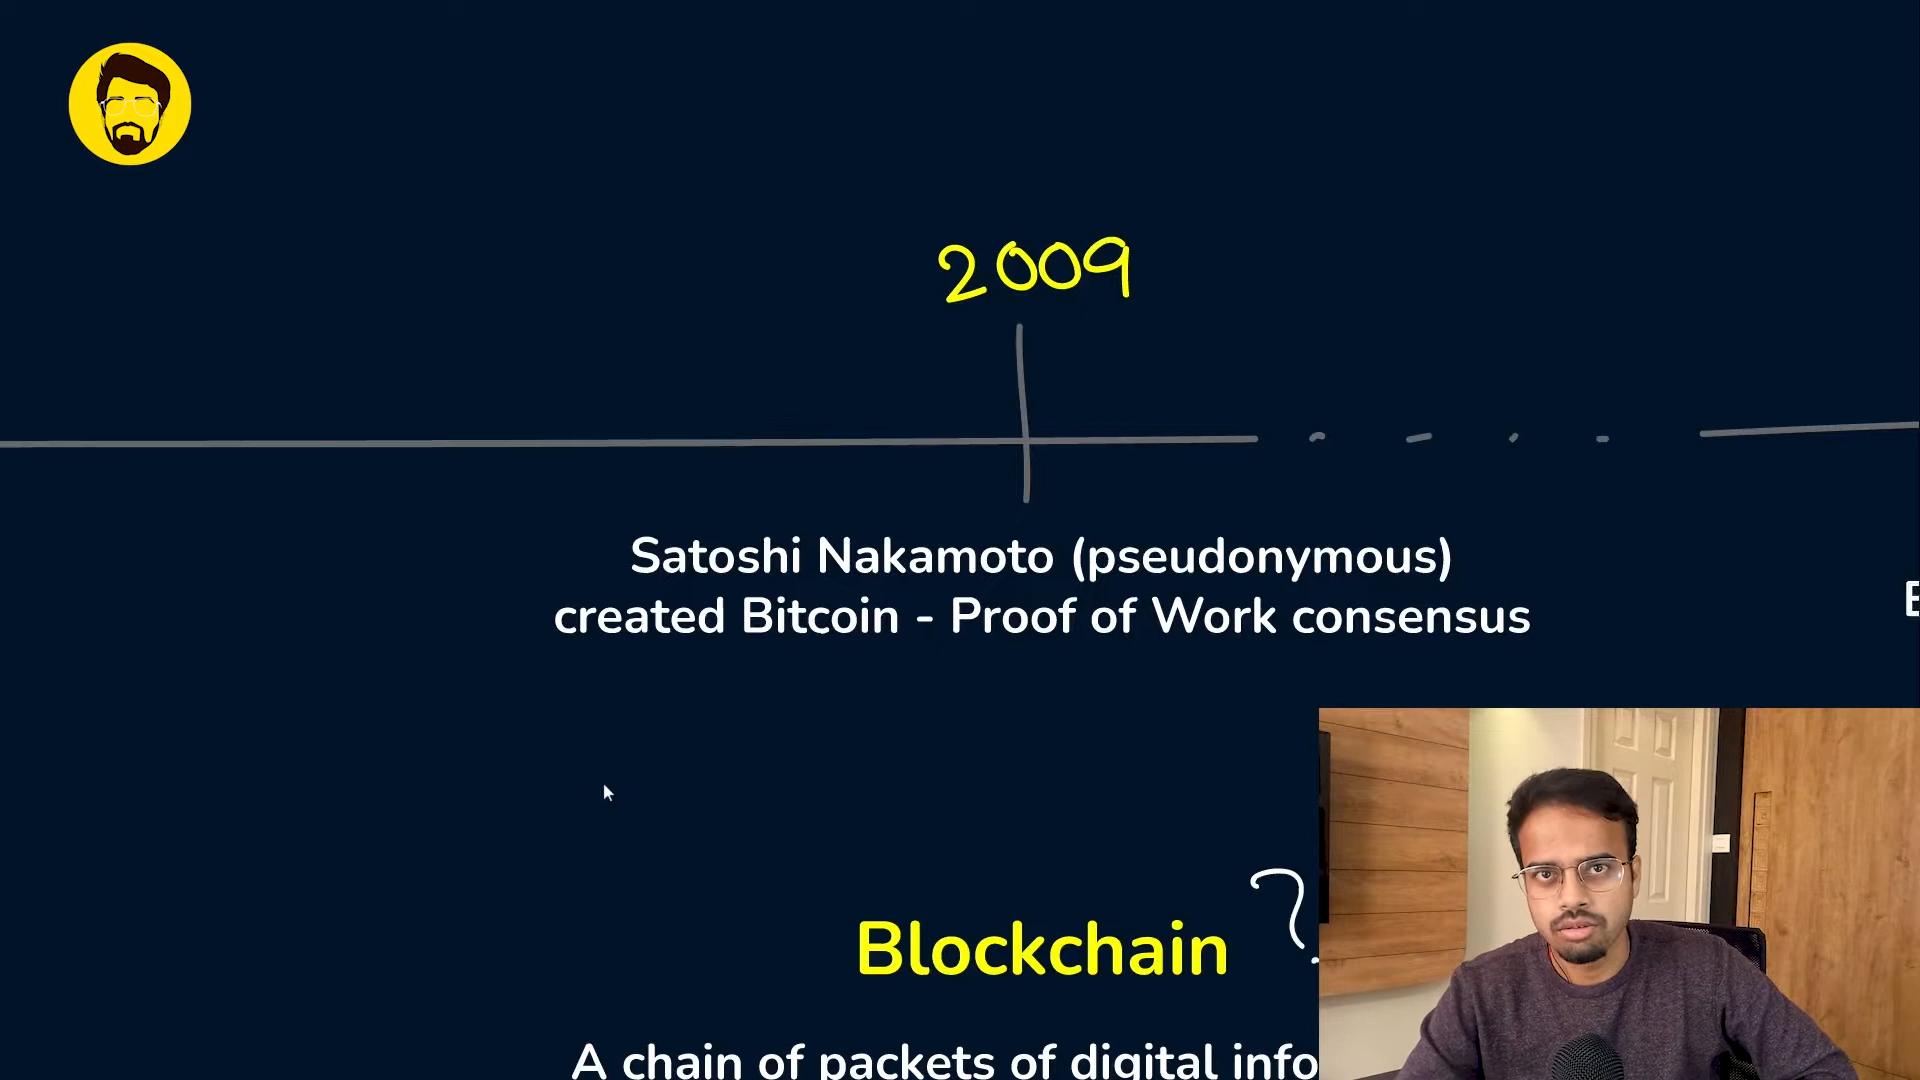 2009
Satoshi Nakamoto (pseudonymous)
created Bitcoin - Proof of Work consensus
Blockchain ?
A chain of packets of digital info